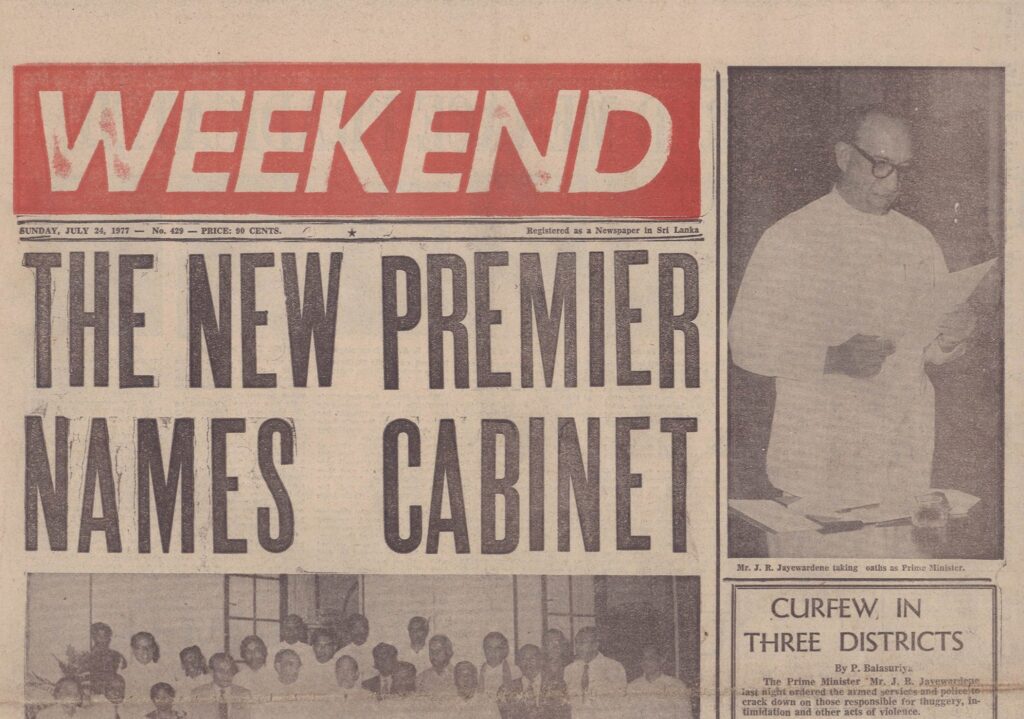 WEEKEND
SUNDAY, JULY 24, 1977 — No. 429 — PRICE: 90 CENTS. ★ Registered as a Newspaper in Sri Lanka
THE NEW PREMIER
NAMES CABINET
Mr. J. R. Jayewardene taking oaths as Prime Minister.
CURFEW IN
THREE DISTRICTS
By P. Balasuriya
The Prime Minister Mr. J. R. Jayewardene
last night ordered the armed services and police to
crack down on those responsible for thuggery, in-
timidation and other acts of violence.